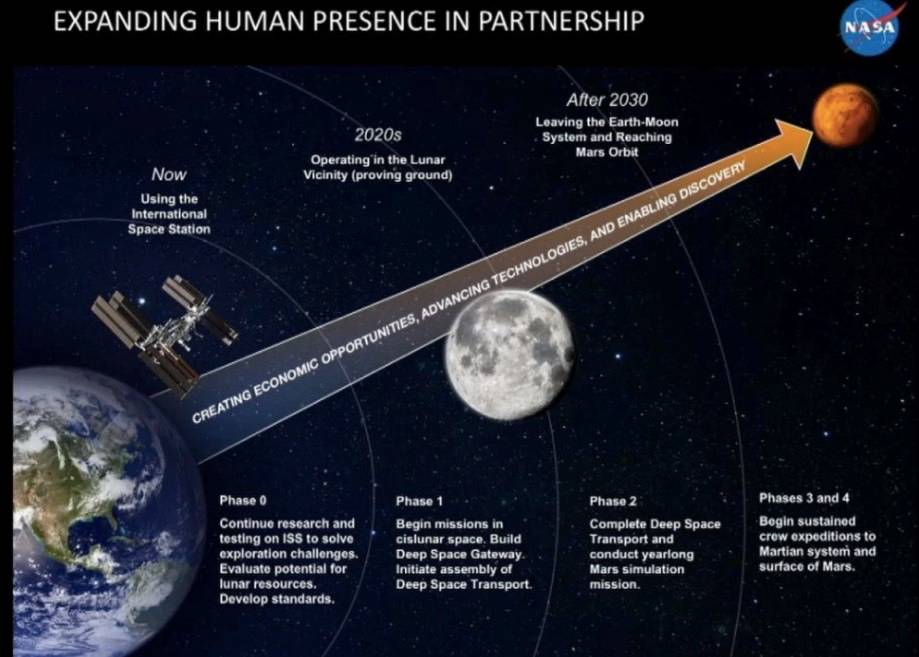 EXPANDING HUMAN PRESENCE IN PARTNERSHIP
NASA
Now
Using the
International
Space Station
2020s
Operating in the Lunar
Vicinity (proving ground)
After 2030
Leaving the Earth-Moon
System and Reaching
Mars Orbit
CREATING ECONOMIC OPPORTUNITIES, ADVANCING TECHNOLOGIES, AND ENABLING DISCOVERY
Phase 0
Continue research and
testing on ISS to solve
exploration challenges.
Evaluate potential for
lunar resources.
Develop standards.
Phase 1
Begin missions in
cislunar space. Build
Deep Space Gateway.
Initiate assembly of
Deep Space Transport.
Phase 2
Complete Deep Space
Transport and
conduct yearlong
Mars simulation
mission.
Phases 3 and 4
Begin sustained
crew expeditions to
Martian system and
surface of Mars.